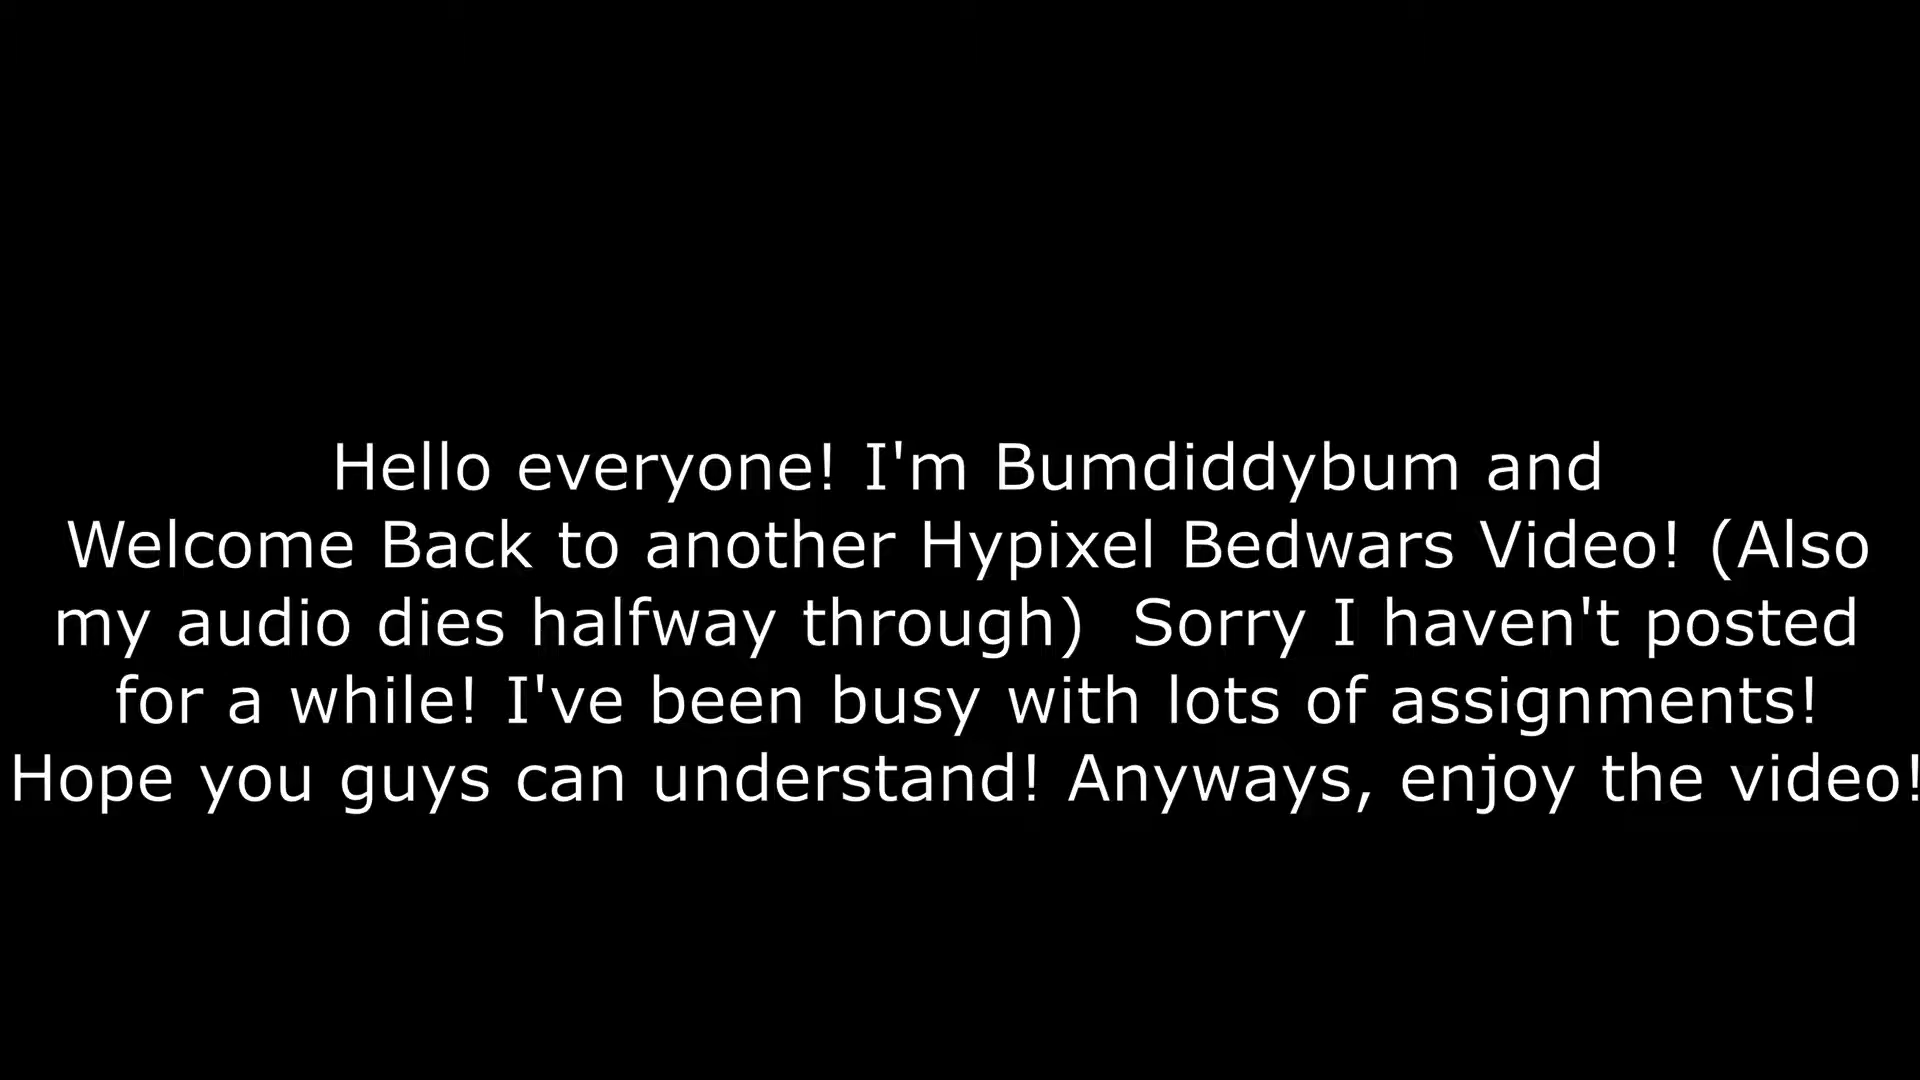 Hello everyone! I'm Bumdiddybum and
Welcome Back to another Hypixel Bedwars Video! (Also
my audio dies halfway through)  Sorry I haven't posted
for a while! I've been busy with lots of assignments!
Hope you guys can understand! Anyways, enjoy the video!